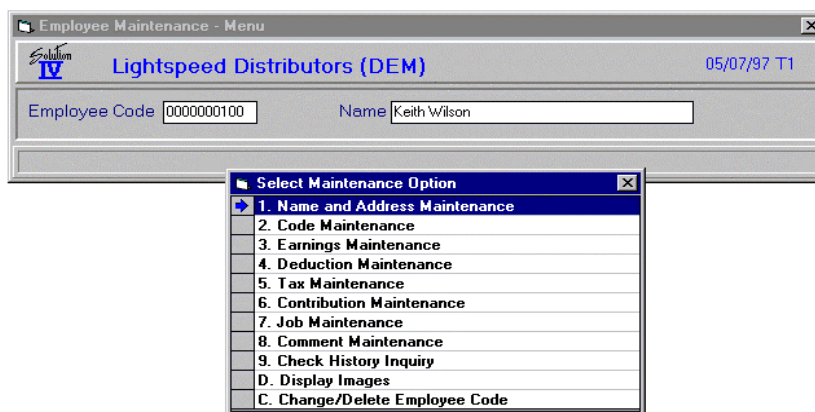 Employee Maintenance - Menu
Solution
IV
Lightspeed Distributors (DEM)
05/07/97 T1
Employee Code 0000000100 Name Keith Wilson
Select Maintenance Option
1. Name and Address Maintenance
2. Code Maintenance
3. Earnings Maintenance
4. Deduction Maintenance
5. Tax Maintenance
6. Contribution Maintenance
7. Job Maintenance
8. Comment Maintenance
9. Check History Inquiry
D. Display Images
C. Change/Delete Employee Code